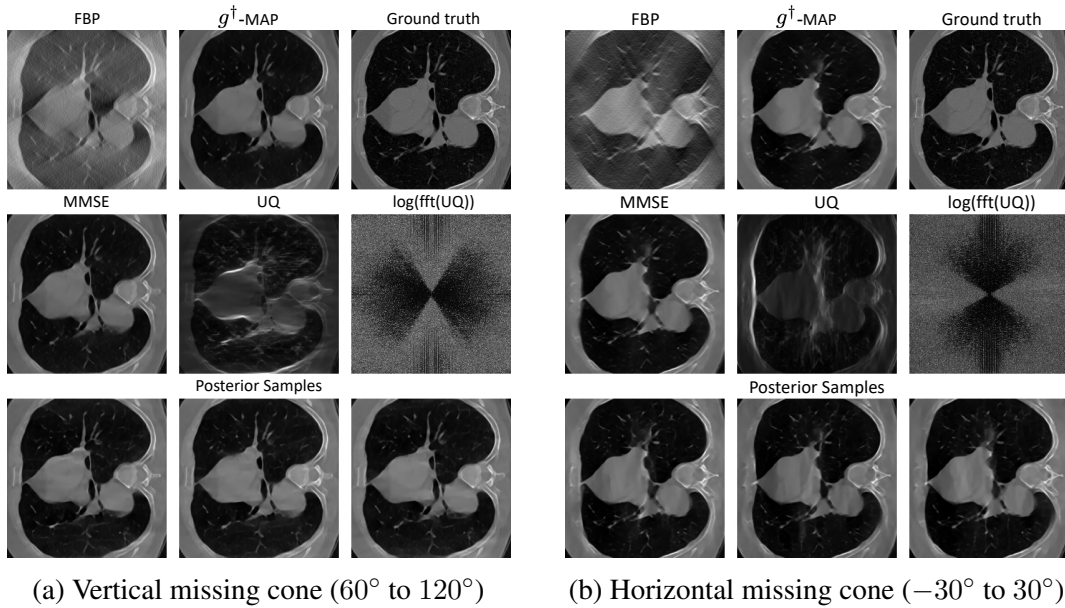 FBP g†-MAP Ground truth
MMSE UQ log(fft(UQ))
Posterior Samples
(a) Vertical missing cone (60° to 120°)
FBP g†-MAP Ground truth
MMSE UQ log(fft(UQ))
Posterior Samples
(b) Horizontal missing cone (−30° to 30°)